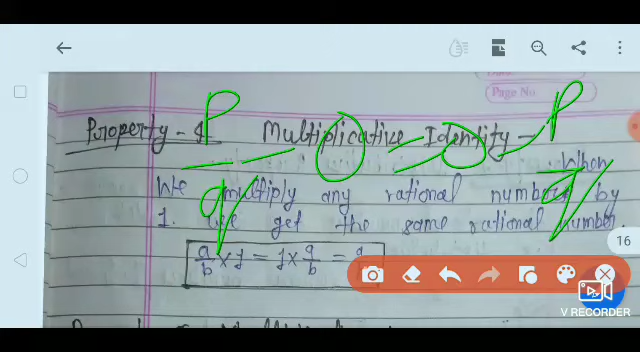 Page No.
Property - 4 Multiplicative Identity - When
P P
We multiply any rational number by
q q
1. We get the same rational number.
a/b × 1 = 1 × a/b =
16
V RECORDER